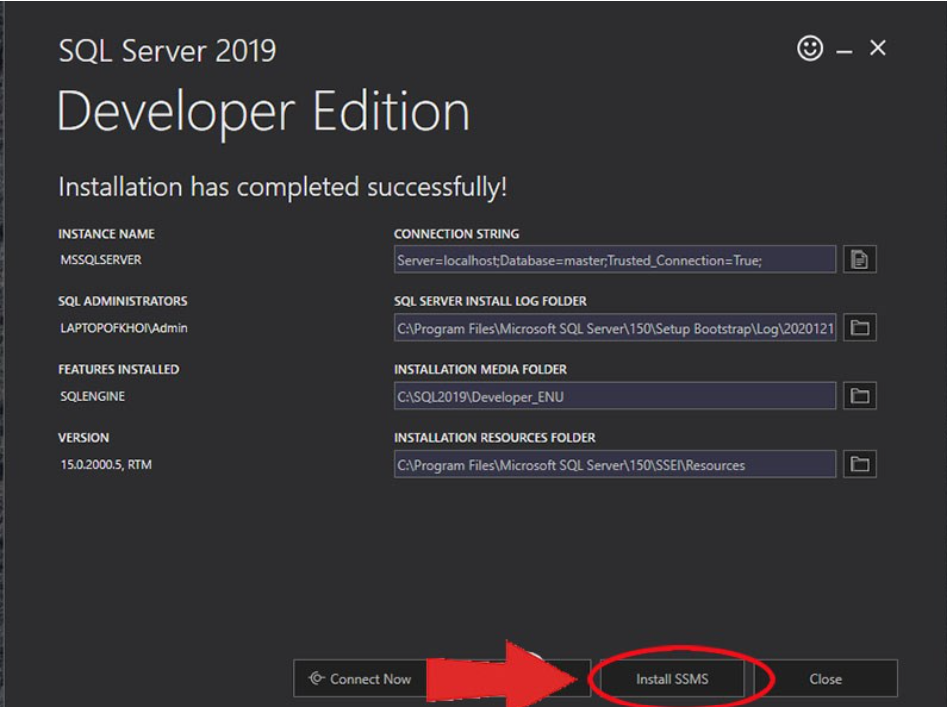 SQL Server 2019
Developer Edition
Installation has completed successfully!
INSTANCE NAME
MSSQLSERVER
CONNECTION STRING
Server=localhost;Database=master;Trusted_Connection=True;
SQL ADMINISTRATORS
LAPTOPOFKHOI\Admin
SQL SERVER INSTALL LOG FOLDER
C:\Program Files\Microsoft SQL Server\150\Setup Bootstrap\Log\2020121
FEATURES INSTALLED
SQLENGINE
INSTALLATION MEDIA FOLDER
C:\SQL2019\Developer_ENU
VERSION
15.0.2000.5, RTM
INSTALLATION RESOURCES FOLDER
C:\Program Files\Microsoft SQL Server\150\SSEI\Resources
Connect Now
Install SSMS
Close